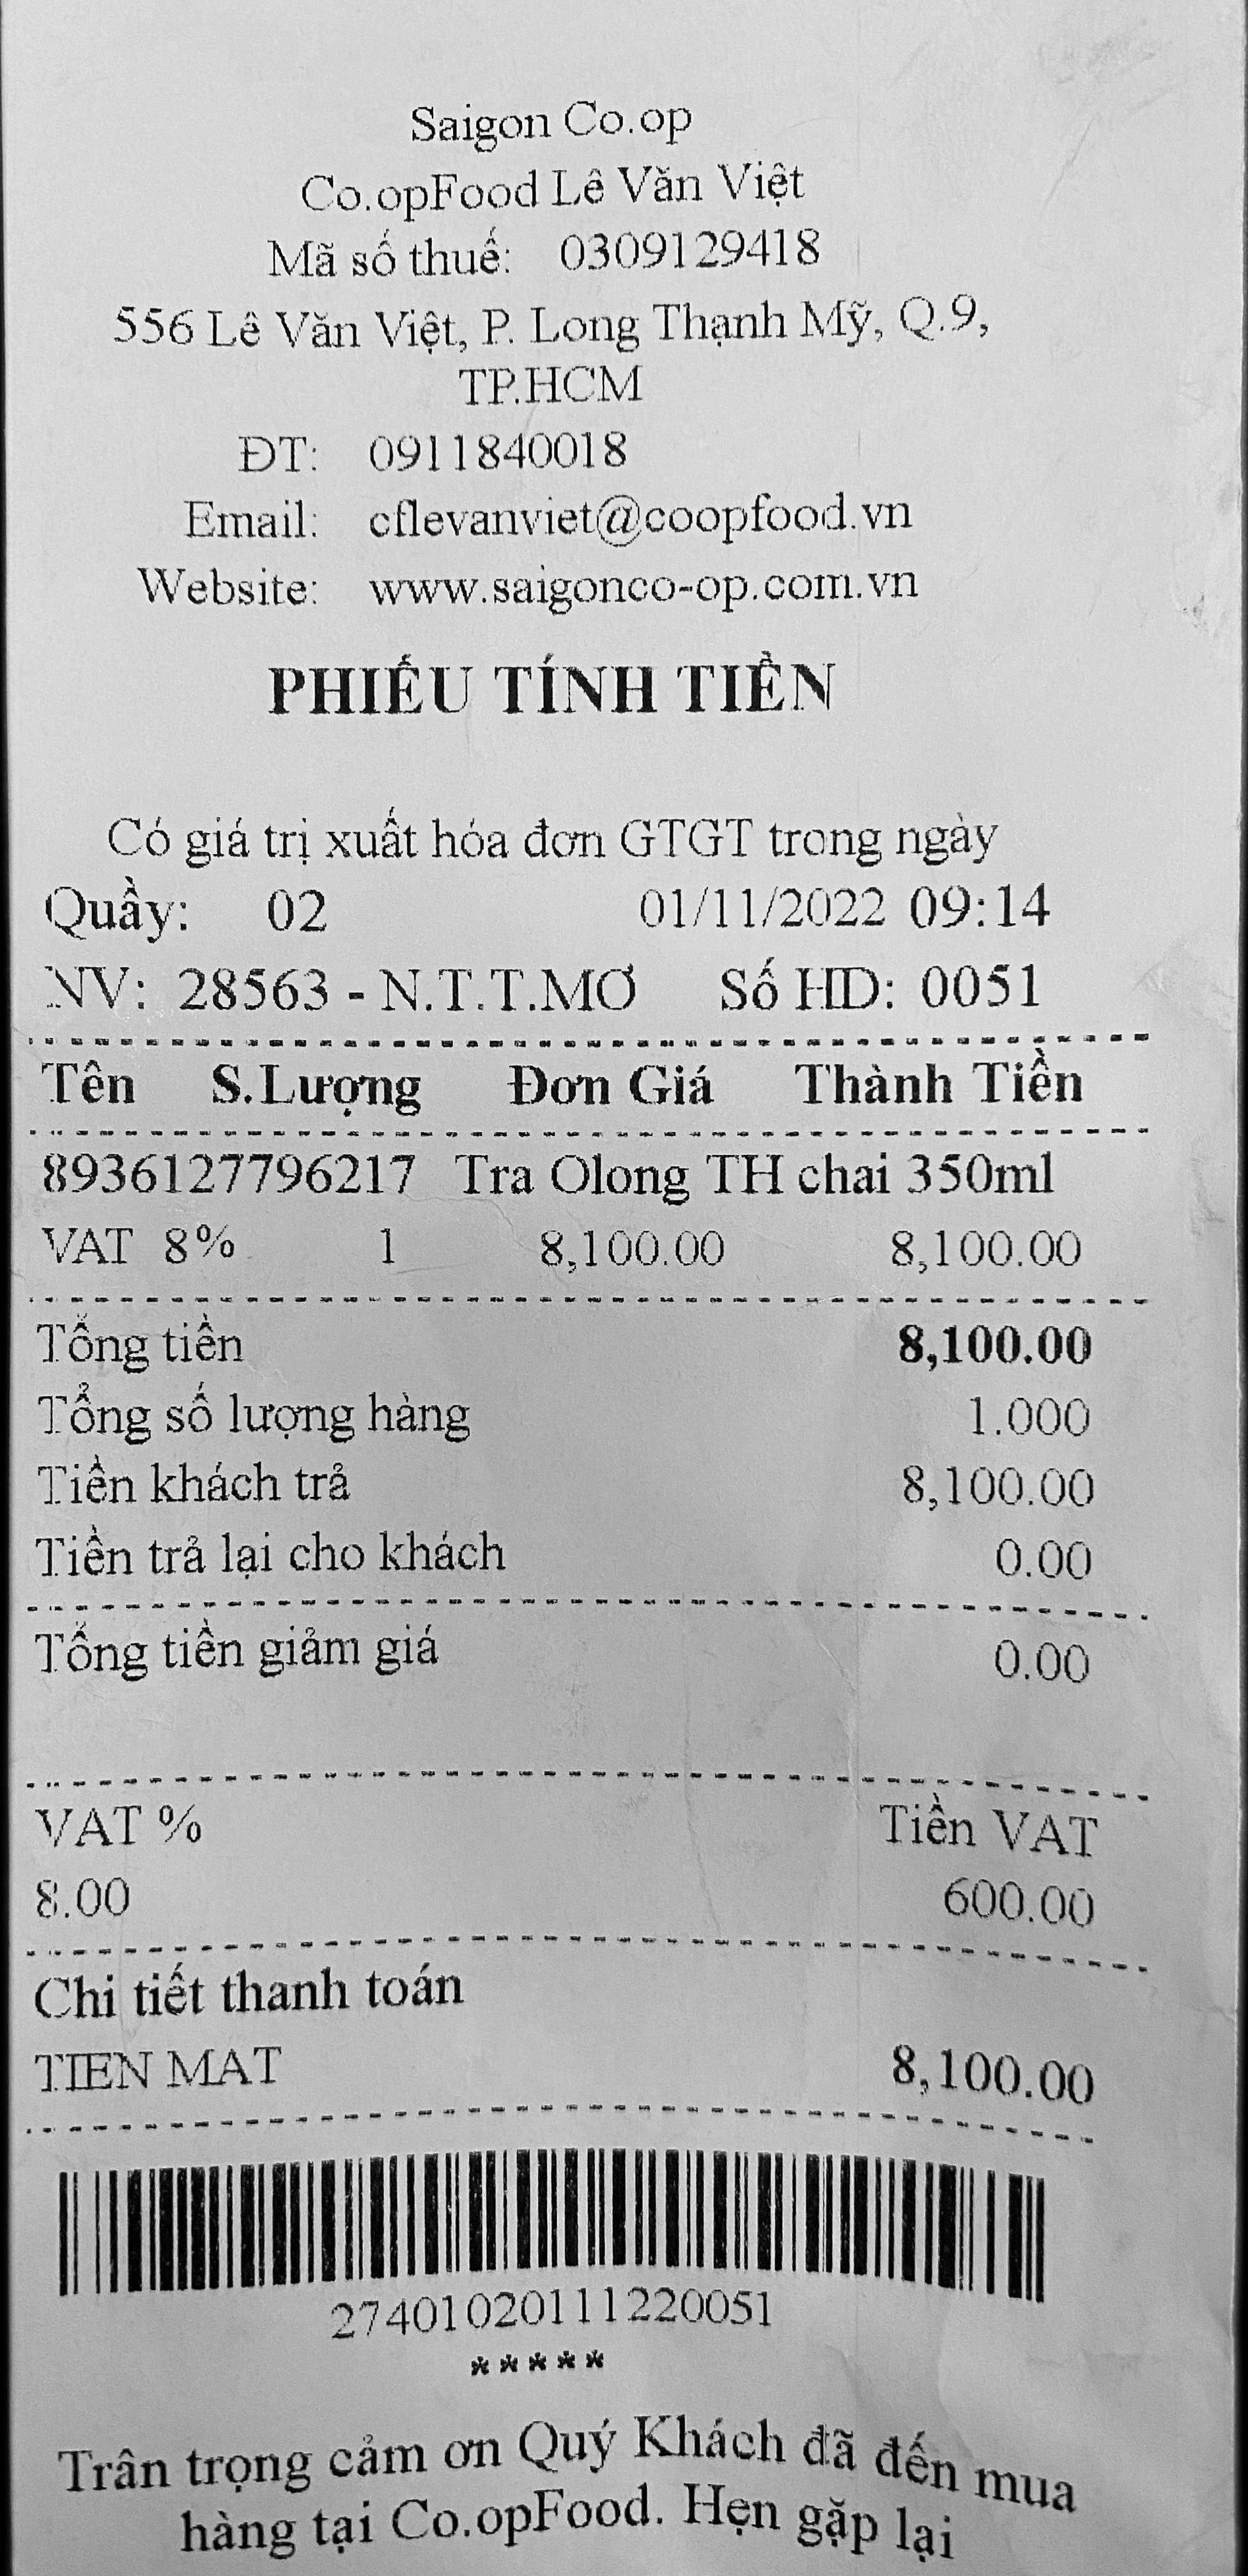 Saigon Co.op
Co.opFood Lê Văn Việt
Mã số thuế: 0309129418
556 Lê Văn Việt, P. Long Thạnh Mỹ, Q.9,
TP.HCM
ĐT: 0911840018
Email: cflevanviet@coopfood.vn
Website: www.saigonco-op.com.vn
PHIẾU TÍNH TIỀN
Có giá trị xuất hóa đơn GTGT trong ngày
Quầy: 02 01/11/2022 09:14
NV: 28563 - N.T.T.MƠ Số HD: 0051
Tên S.Lượng Đơn Giá Thành Tiền
8936127796217 Tra Olong TH chai 350ml
VAT 8% 1 8,100.00 8,100.00
Tổng tiền 8,100.00
Tổng số lượng hàng 1.000
Tiền khách trả 8,100.00
Tiền trả lại cho khách 0.00
Tổng tiền giảm giá 0.00
VAT % Tiền VAT
8.00 600.00
Chi tiết thanh toán
TIEN MAT 8,100.00
27401020111220051
*****
Trân trọng cảm ơn Quý Khách đã đến mua
hàng tại Co.opFood. Hẹn gặp lại